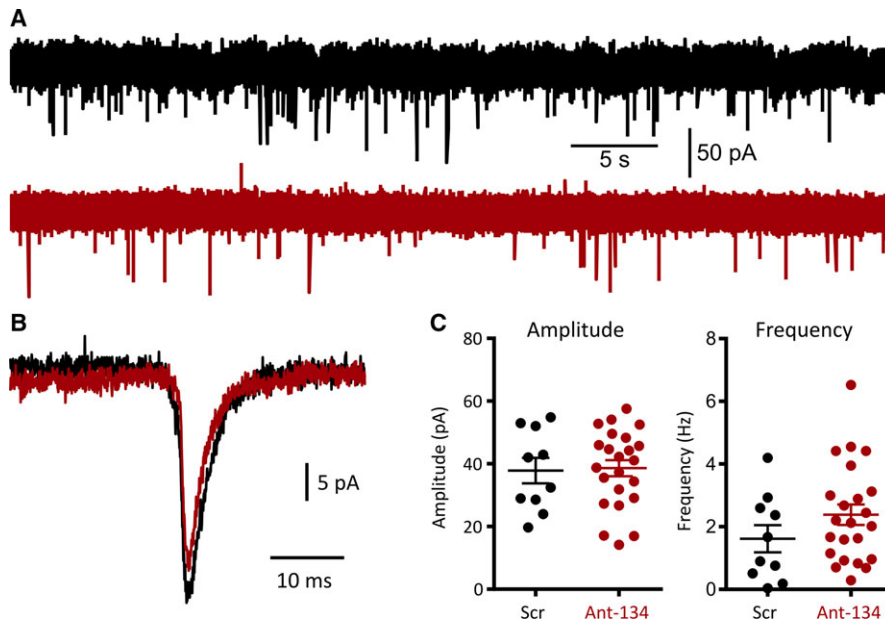 A
5 s
50 pA
B
5 pA
10 ms
C
Amplitude
Amplitude (pA)
80
60
40
20
0
Scr
Ant-134
Frequency
Frequency (Hz)
8
6
4
2
0
Scr
Ant-134